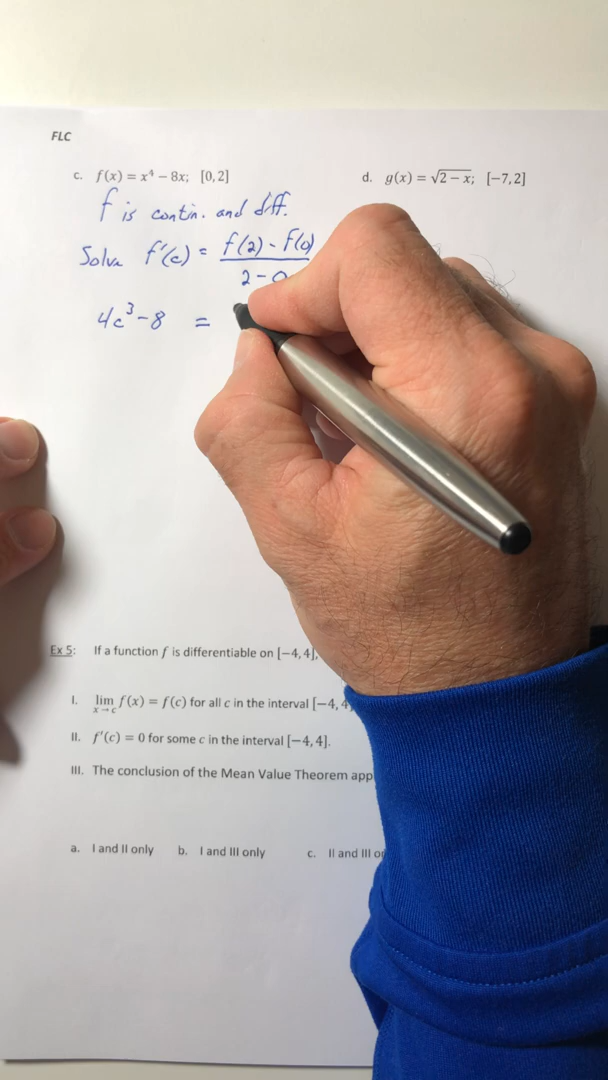 FLC
c. f(x) = x⁴ − 8x; [0, 2]
d. g(x) = √(2 − x); [−7, 2]
f is contin. and diff.
Solve f'(c) = f(2) - f(0) / 2 - 0
4c³ - 8 =
Ex 5: If a function f is differentiable on [−4, 4],
I. lim x→c f(x) = f(c) for all c in the interval [−4, 4
II. f′(c) = 0 for some c in the interval [−4, 4].
III. The conclusion of the Mean Value Theorem app
a. I and II only b. I and III only c. II and III